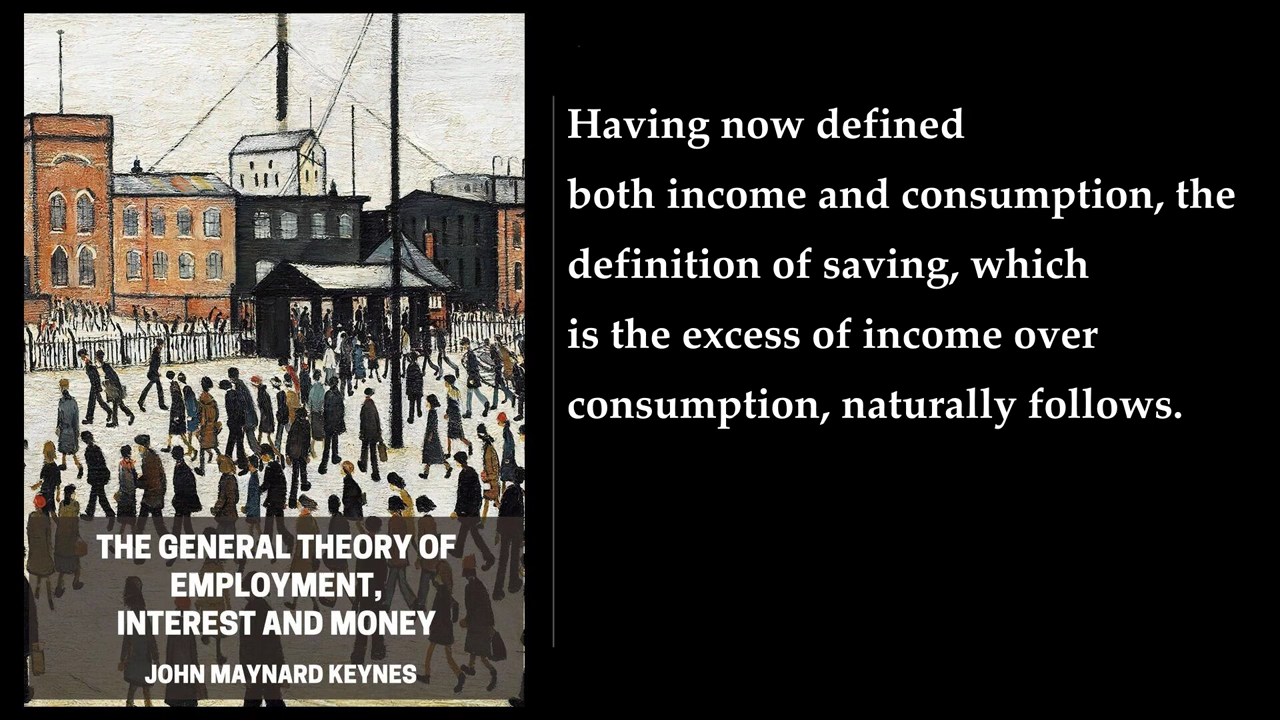 THE GENERAL THEORY OF
EMPLOYMENT,
INTEREST AND MONEY
JOHN MAYNARD KEYNES
Having now defined
both income and consumption, the
definition of saving, which
is the excess of income over
consumption, naturally follows.